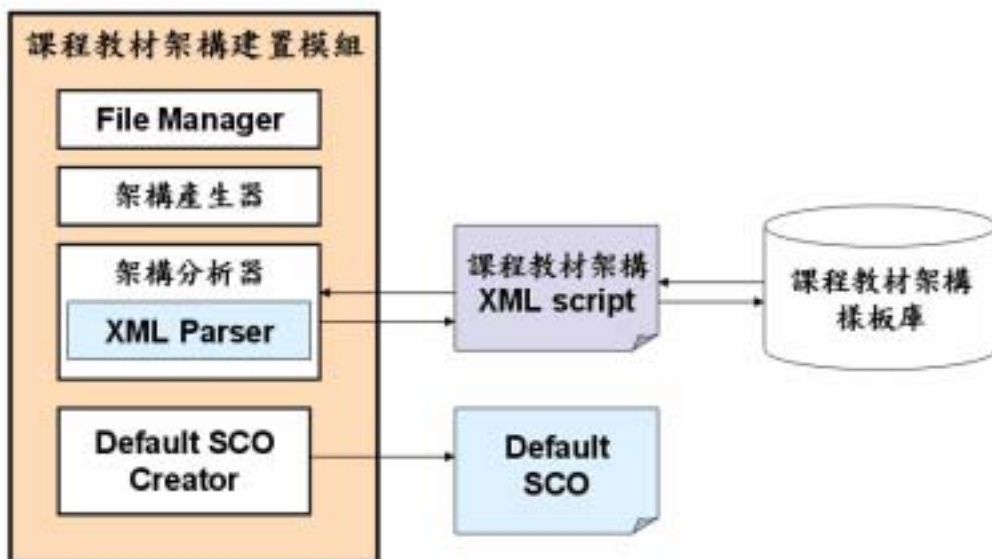 課程教材架構建置模組
File Manager
架構產生器
架構分析器
XML Parser
Default SCO
Creator
課程教材架構
XML script
課程教材架構
樣板庫
Default
SCO